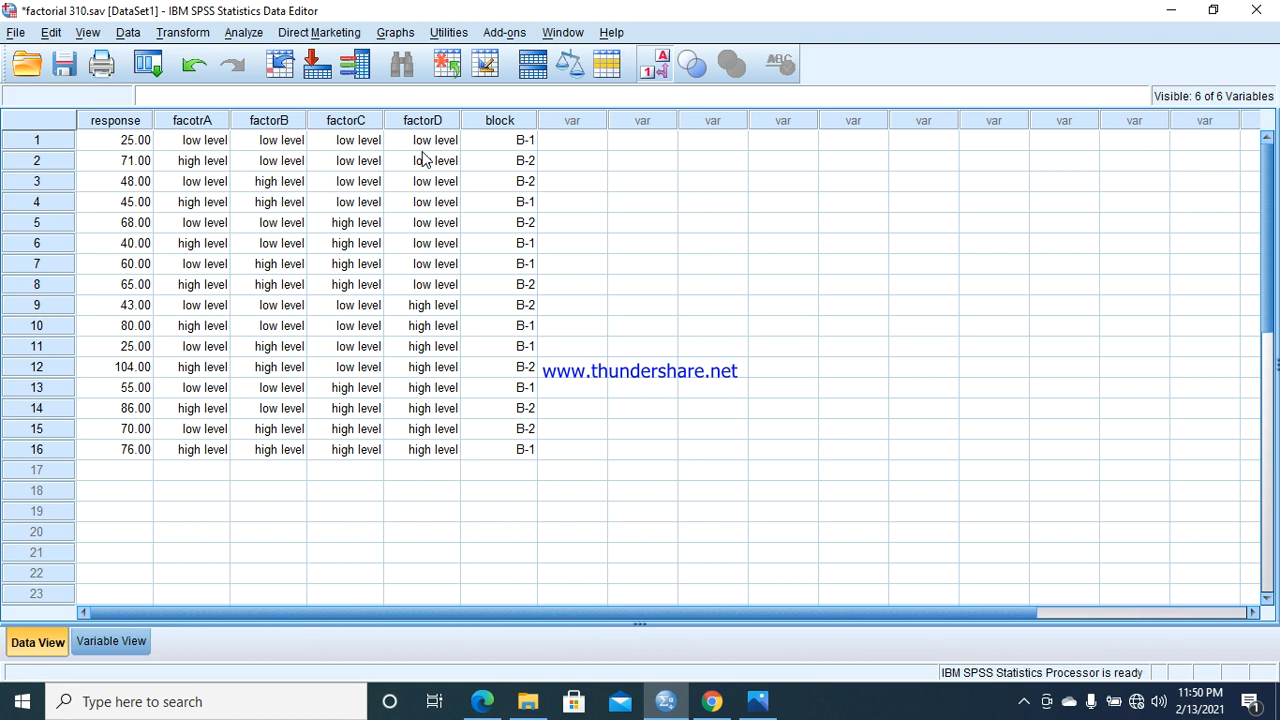 *factorial 310.sav [DataSet1] - IBM SPSS Statistics Data Editor
File Edit View Data Transform Analyze Direct Marketing Graphs Utilities Add-ons Window Help
Visible: 6 of 6 Variables
response facotrA factorB factorC factorD block var var var var var var var var var
1 25.00 low level low level low level low level B-1
2 71.00 high level low level low level low level B-2
3 48.00 low level high level low level low level B-2
4 45.00 high level high level low level low level B-1
5 68.00 low level low level high level low level B-2
6 40.00 high level low level high level low level B-1
7 60.00 low level high level high level low level B-1
8 65.00 high level high level high level low level B-2
9 43.00 low level low level low level high level B-2
10 80.00 high level low level low level high level B-1
11 25.00 low level high level low level high level B-1
12 104.00 high level high level low level high level B-2 www.thundershare.net
13 55.00 low level low level high level high level B-1
14 86.00 high level low level high level high level B-2
15 70.00 low level high level high level high level B-2
16 76.00 high level high level high level high level B-1
17
18
19
20
21
22
23
Data View Variable View
IBM SPSS Statistics Processor is ready
Type here to search
11:50 PM
2/13/2021